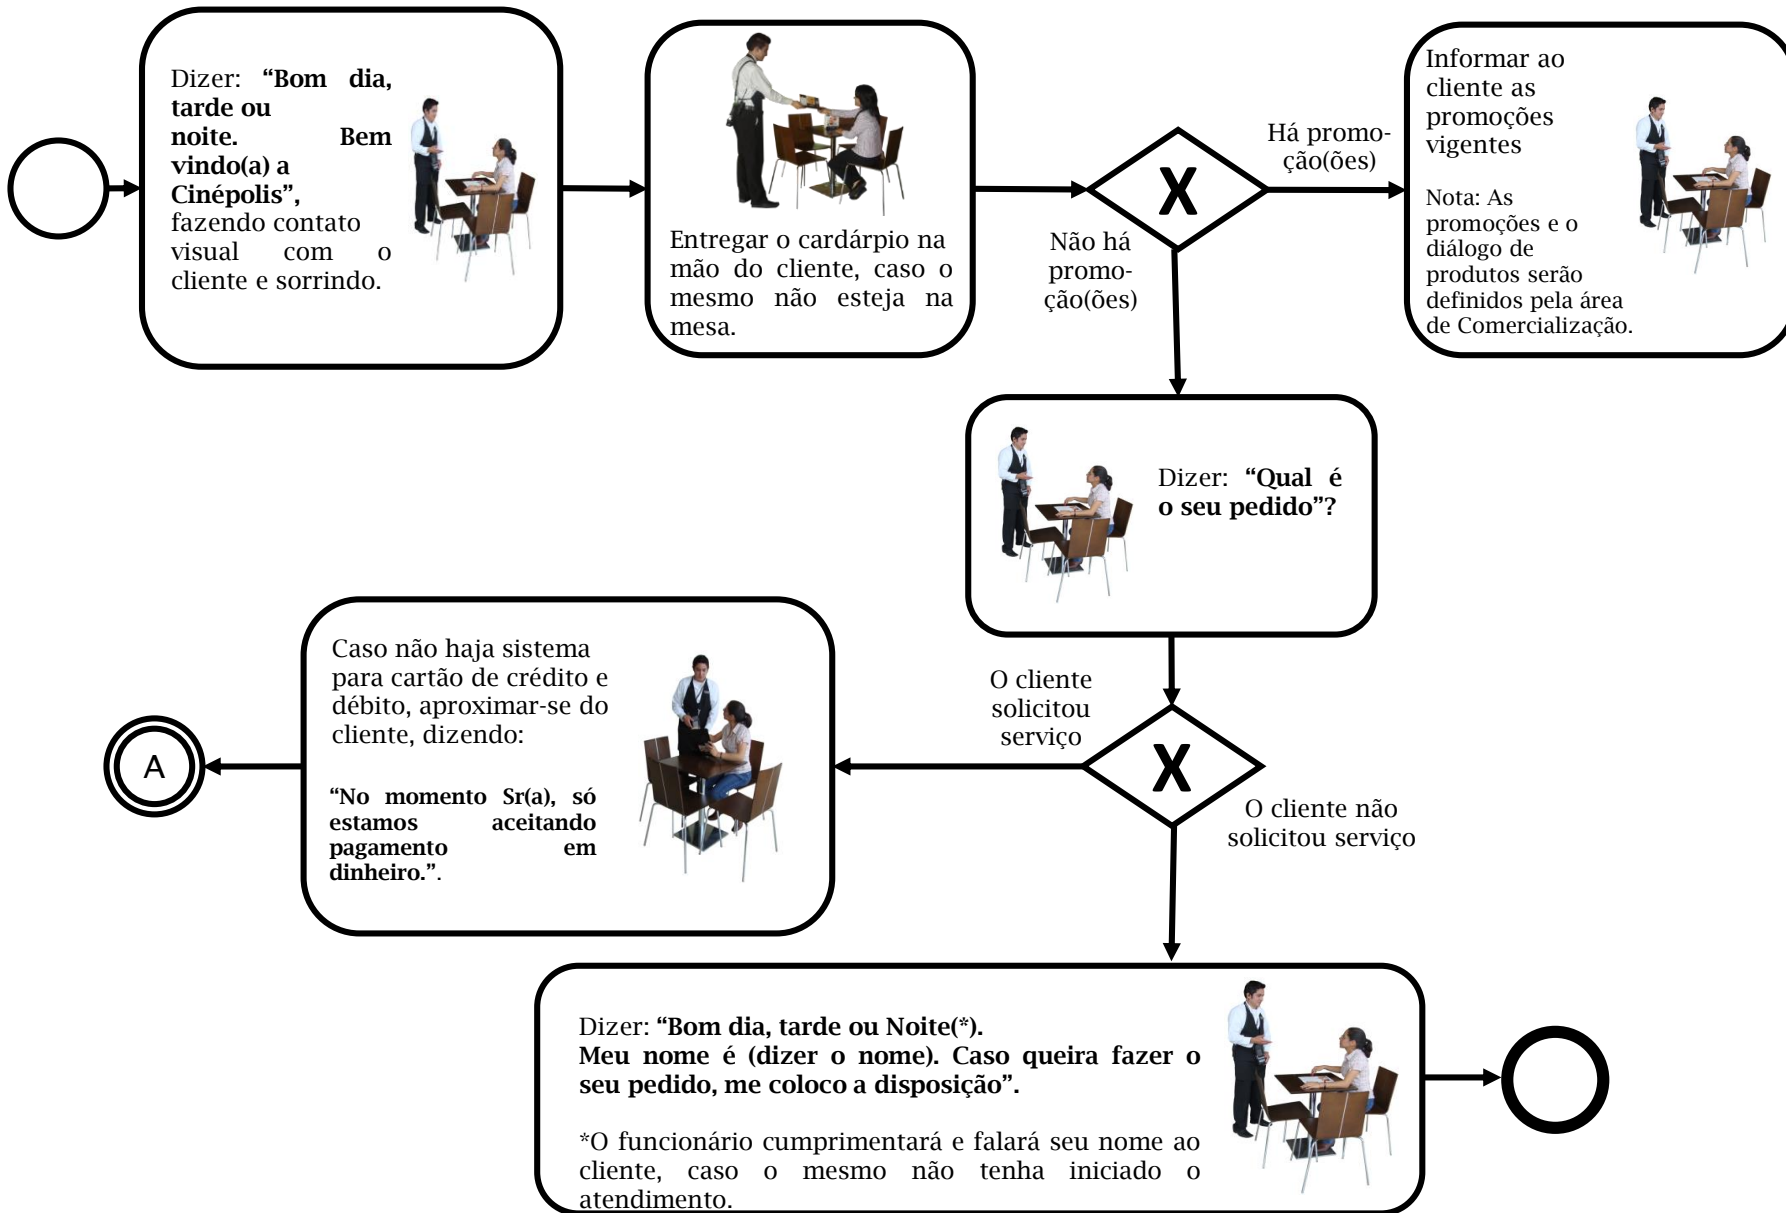 Dizer: “Bom dia,
tarde ou
noite. Bem
vindo(a) a
Cinépolis”,
fazendo contato
visual com o
cliente e sorrindo.
Entregar o cardárpio na
mão do cliente, caso o
mesmo não esteja na
mesa.
X
Há promo-
ção(ões)
Não há
promo-
ção(ões)
Informar ao
cliente as
promoções
vigentes
Nota: As
promoções e o
diálogo de
produtos serão
definidos pela área
de Comercialização.
Dizer: “Qual é
o seu pedido”?
O cliente
solicitou
serviço
X
O cliente não
solicitou serviço
Caso não haja sistema
para cartão de crédito e
débito, aproximar-se do
cliente, dizendo:
“No momento Sr(a), só
estamos aceitando
pagamento em
dinheiro.”.
A
Dizer: “Bom dia, tarde ou Noite(*).
Meu nome é (dizer o nome). Caso queira fazer o
seu pedido, me coloco a disposição”.
*O funcionário cumprimentará e falará seu nome ao
cliente, caso o mesmo não tenha iniciado o
atendimento.